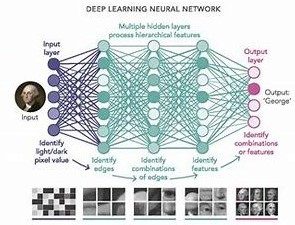 DEEP LEARNING NEURAL NETWORK
Multiple hidden layers
process hierarchical features
Input
layer
Output
layer
Input
Output:
'George'
Identify
light/dark
pixel value
Identify
edges
Identify
combinations
of edges
Identify
features
Identify
combinations
or features